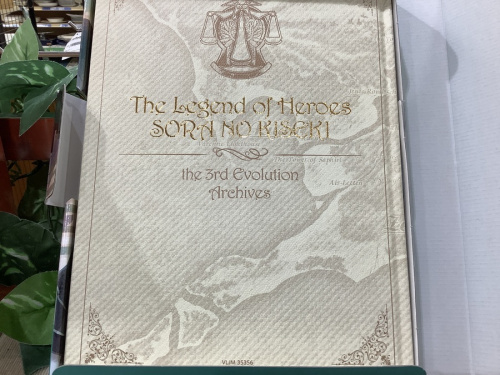 The Legend of Heroes
SORA NO KISEKI
the 3rd Evolution
Archives
VLJM 35356